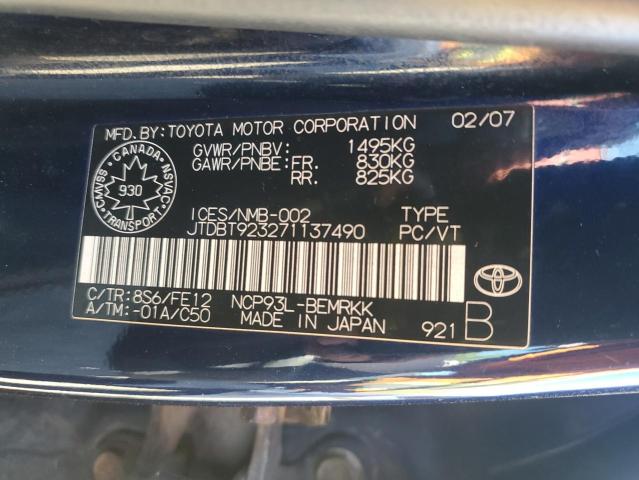 MFD. BY: TOYOTA MOTOR CORPORATION 02/07
GVWR/PNBV: 1495KG
GAWR/PNBE: FR. 830KG
RR. 825KG
CANADA
CMVSS NSVAC
930
TRANSPORT
ICES/NMB-002 TYPE
JTDBT923271137490 PC/VT
C/TR: 8S6/FE12 NCP93L-BEMRKK
A/TM: -01A/C50 MADE IN JAPAN 921 B